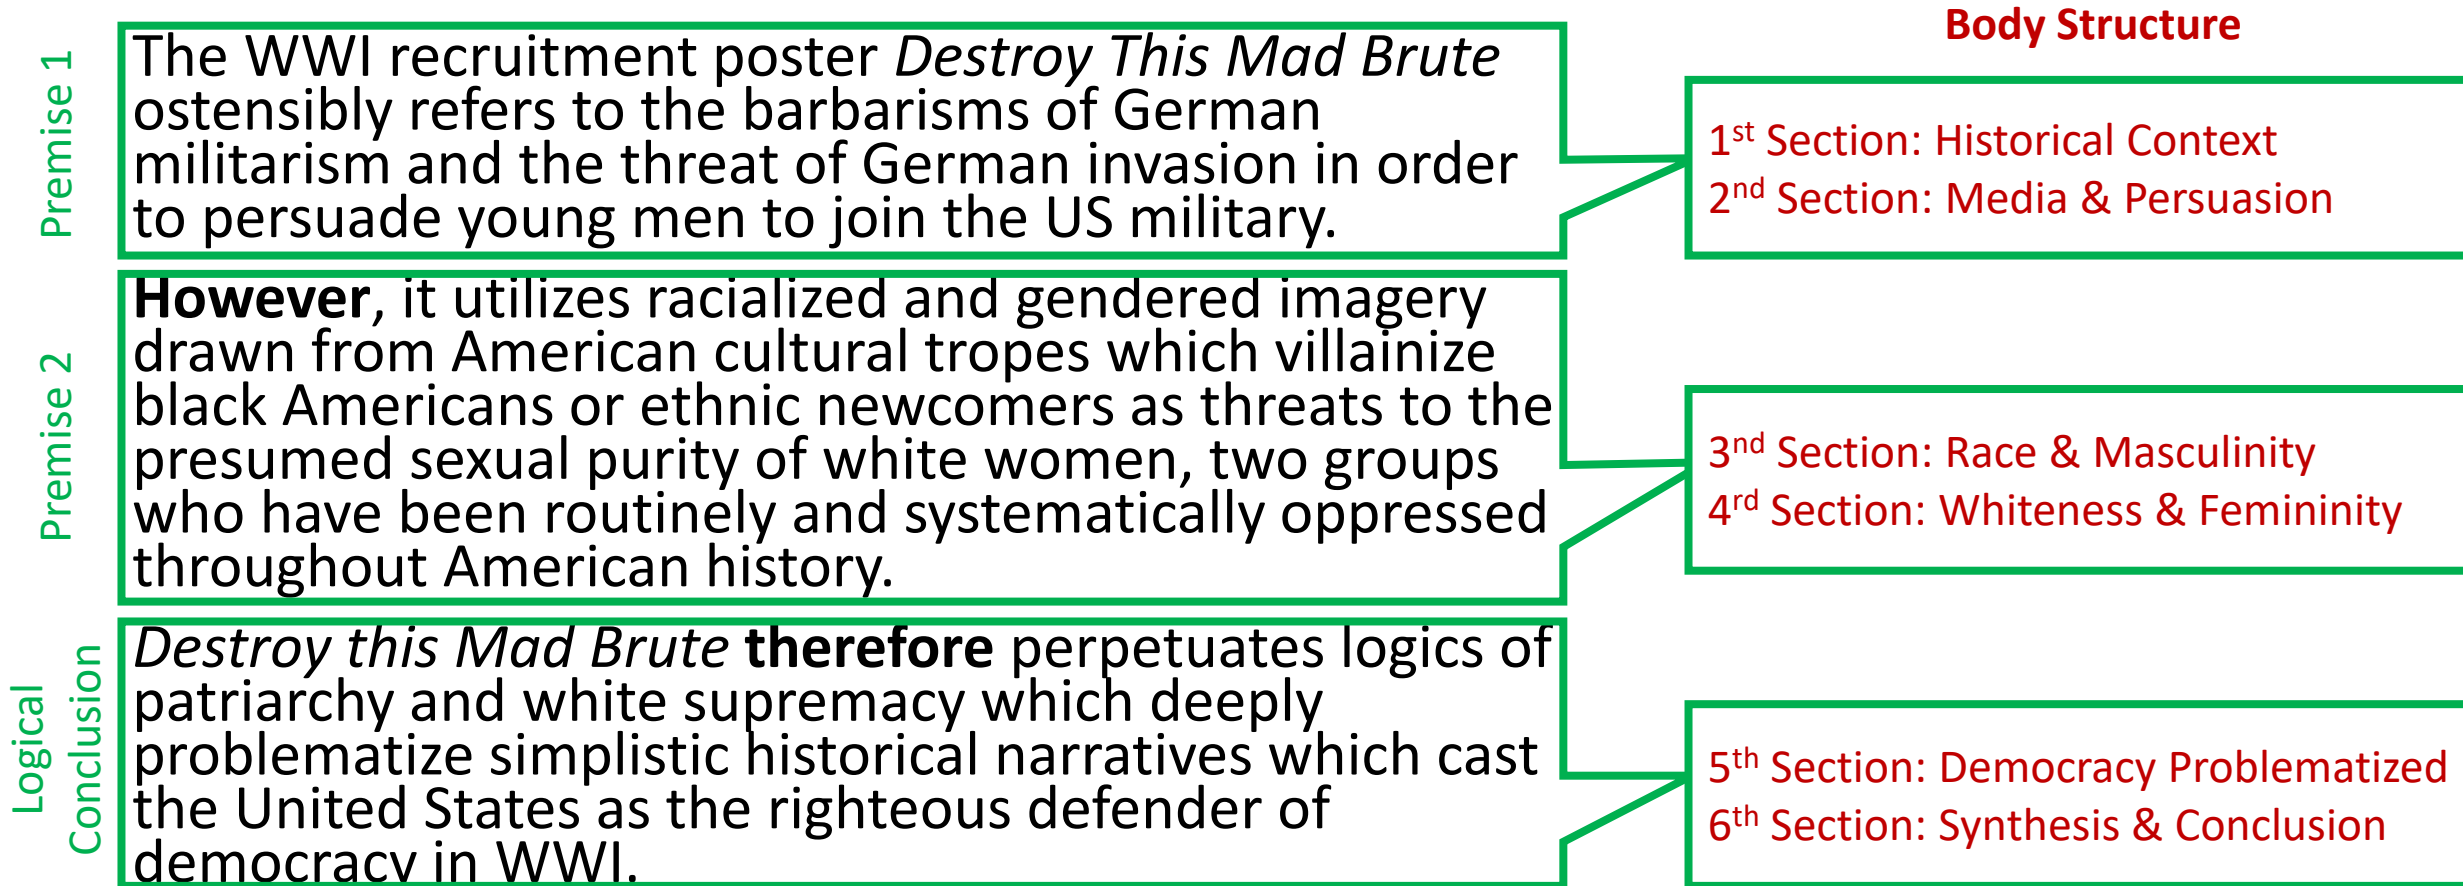 Body Structure
Premise 1
The WWI recruitment poster Destroy This Mad Brute
ostensibly refers to the barbarisms of German
militarism and the threat of German invasion in order
to persuade young men to join the US military.
1st Section: Historical Context
2nd Section: Media & Persuasion
Premise 2
However, it utilizes racialized and gendered imagery
drawn from American cultural tropes which villainize
black Americans or ethnic newcomers as threats to the
presumed sexual purity of white women, two groups
who have been routinely and systematically oppressed
throughout American history.
3nd Section: Race & Masculinity
4rd Section: Whiteness & Femininity
Logical
Conclusion
Destroy this Mad Brute therefore perpetuates logics of
patriarchy and white supremacy which deeply
problematize simplistic historical narratives which cast
the United States as the righteous defender of
democracy in WWI.
5th Section: Democracy Problematized
6th Section: Synthesis & Conclusion